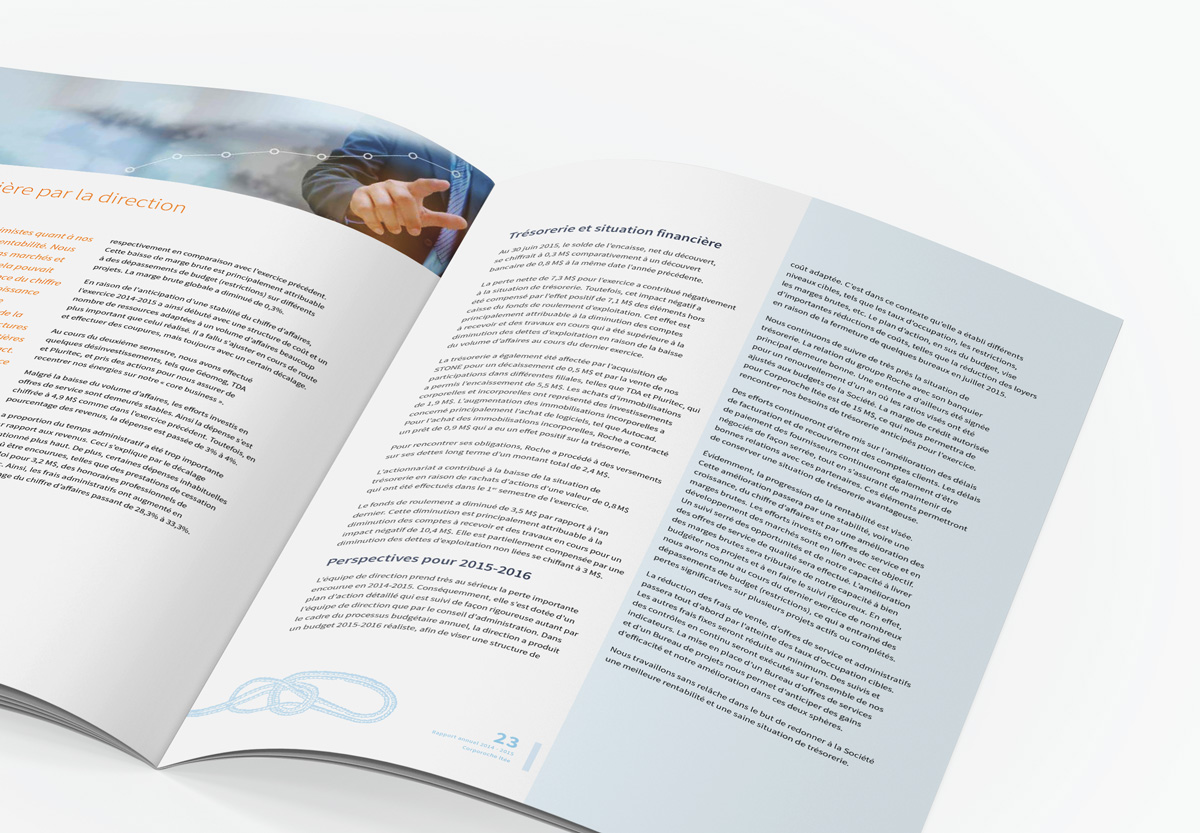 ière par la direction
imistes quant à nos
entabilité. Nous
s marchés et
ela pouvait
ce du chiffre
issance
e
de la
ctures
tières
ect.
ce
respectivement en comparaison avec l'exercice précédent.
Cette baisse de marge brute est principalement attribuable
à des dépassements de budget (restrictions) sur différents
projets. La marge brute globale a diminué de 0,3%.
En raison de l'anticipation d'une stabilité du chiffre d'affaires,
l'exercice 2014-2015 a ainsi débuté avec une structure de coût et un
nombre de ressources adaptées à un volume d'affaires beaucoup
plus important que celui réalisé. Il a fallu s'ajuster en cours de route
et effectuer des coupures, mais toujours avec un certain décalage.
Au cours du deuxième semestre, nous avons effectué
quelques désinvestissements, tels que Géomog, TDA
et Pluritec, et pris des actions pour nous assurer de
recentrer nos énergies sur notre « core business ».
Malgré la baisse du volume d'affaires, les efforts investis en
offres de service sont demeurés stables. Ainsi la dépense s'est
chiffrée à 4,9 M$ comme dans l'exercice précédent. Toutefois, en
pourcentage des revenus, la dépense est passée de 3% à 4%.
a proportion du temps administratif a été trop importante
r rapport aux revenus. Ceci s'explique par le décalage
tionné plus haut. De plus, certaines dépenses inhabituelles
û être encourues, telles que des prestations de cessation
loi pour 3,2 M$, des honoraires professionnels de
. Ainsi, les frais administratifs ont augmenté en
age du chiffre d'affaires passant de 28,3% à 33,3%.
Trésorerie et situation financière
Au 30 juin 2015, le solde de l'encaisse, net du découvert,
se chiffrait à 0,3 M$ comparativement à un découvert
bancaire de 0,8 M$ à la même date l'année précédente.
La perte nette de 7,3 M$ pour l'exercice a contribué négativement
à la situation de trésorerie. Toutefois, cet impact négatif a
été compensé par l'effet positif de 7,1 M$ des éléments hors
caisse du fonds de roulement d'exploitation. Cet effet est
principalement attribuable à la diminution des comptes
à recevoir et des travaux en cours qui a été supérieure à la
diminution des dettes d'exploitation en raison de la baisse
du volume d'affaires au cours du dernier exercice.
La trésorerie a également été affectée par l'acquisition de
STONE pour un décaissement de 0,5 M$ et par la vente de nos
participations dans différentes filiales, telles que TDA et Pluritec, qui
a permis l'encaissement de 5,5 M$. Les achats d'immobilisations
corporelles et incorporelles ont représenté des investissements
de 1,9 M$. L'augmentation des immobilisations incorporelles a
concerné principalement l'achat de logiciels, tel que Autocad.
Pour l'achat des immobilisations incorporelles, Roche a contracté
un prêt de 0,9 M$ qui a eu un effet positif sur la trésorerie.
Pour rencontrer ses obligations, Roche a procédé à des versements
sur ses dettes long terme d'un montant total de 2,4 M$.
L'actionnariat a contribué à la baisse de la situation de
trésorerie en raison de rachats d'actions d'une valeur de 0,8 M$
qui ont été effectués dans le 1er semestre de l'exercice.
Le fonds de roulement a diminué de 3,5 M$ par rapport à l'an
dernier. Cette diminution est principalement attribuable à la
diminution des comptes à recevoir et des travaux en cours pour un
impact négatif de 10,4 M$. Elle est partiellement compensée par une
diminution des dettes d'exploitation non liées se chiffrant à 3 M$.
Perspectives pour 2015-2016
L'équipe de direction prend très au sérieux la perte importante
encourue en 2014-2015. Conséquemment, elle s'est dotée d'un
plan d'action détaillé qui est suivi de façon rigoureuse autant par
l'équipe de direction que par le conseil d'administration. Dans
le cadre du processus budgétaire annuel, la direction a produit
un budget 2015-2016 réaliste, afin de viser une structure de
23
Rapport annuel 2014 - 2015
Corporoche ltée
coût adaptée. C'est dans ce contexte qu'elle a établi différents
niveaux cibles, tels que les taux d'occupation, les restrictions,
les marges brutes, etc. Le plan d'action, en sus du budget, vise
d'importantes réductions de coûts, telles que la réduction des loyers
en raison de la fermeture de quelques bureaux en juillet 2015.
Nous continuons de suivre de très près la situation de
trésorerie. La relation du groupe Roche avec son banquier
principal demeure bonne. Une entente a d'ailleurs été signée
pour un renouvellement d'un an où les ratios visés ont été
ajustés aux budgets de la Société. La marge de crédit autorisée
pour Corporoche ltée est de 15 M$, ce qui nous permettra de
rencontrer nos besoins de trésorerie anticipés pour l'exercice.
Des efforts continueront d'être mis sur l'amélioration des délais
de facturation et de recouvrement des comptes clients. Les délais
de paiement des fournisseurs continueront également d'être
négociés de façon serrée, tout en s'assurant de maintenir de
bonnes relations avec ces partenaires. Ces éléments permettront
de conserver une situation de trésorerie avantageuse.
Evidemment, la progression de la rentabilité est visée.
Cette amélioration passera par une stabilité, voire une
croissance, du chiffre d'affaires et par une amélioration des
marges brutes. Les efforts investis en offres de service et en
développement des marchés sont en lien avec cet objectif.
Un suivi serré des opportunités et de notre capacité à livrer
des offres de service de qualité sera effectué. L'amélioration
des marges brutes sera tributaire de notre capacité à bien
budgéter nos projets et à en faire le suivi rigoureux. En effet,
nous avons connu au cours du dernier exercice de nombreux
dépassements de budget (restrictions), ce qui a entraîné des
pertes significatives sur plusieurs projets actifs ou complétés.
La réduction des frais de vente, d'offres de service et administratifs
passera tout d'abord par l'atteinte des taux d'occupation cibles.
Les autres frais fixes seront réduits au minimum. Des suivis et
des contrôles en continu seront exécutés sur l'ensemble de nos
indicateurs. La mise en place d'un Bureau d'offres de services
et d'un Bureau de projets nous permet d'anticiper des gains
d'efficacité et notre amélioration dans ces deux sphères.
Nous travaillons sans relâche dans le but de redonner à la Société
une meilleure rentabilité et une saine situation de trésorerie.